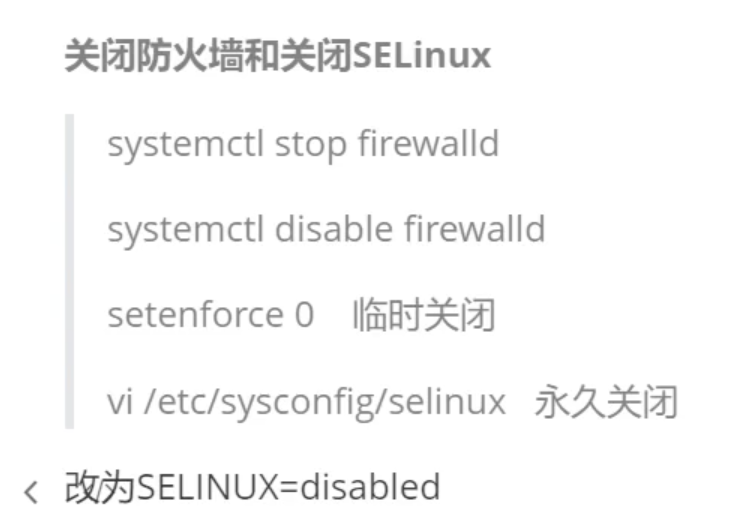 关闭防火墙和关闭SELinux
systemctl stop firewalld
systemctl disable firewalld
setenforce 0 临时关闭
vi /etc/sysconfig/selinux 永久关闭
改为SELINUX=disabled